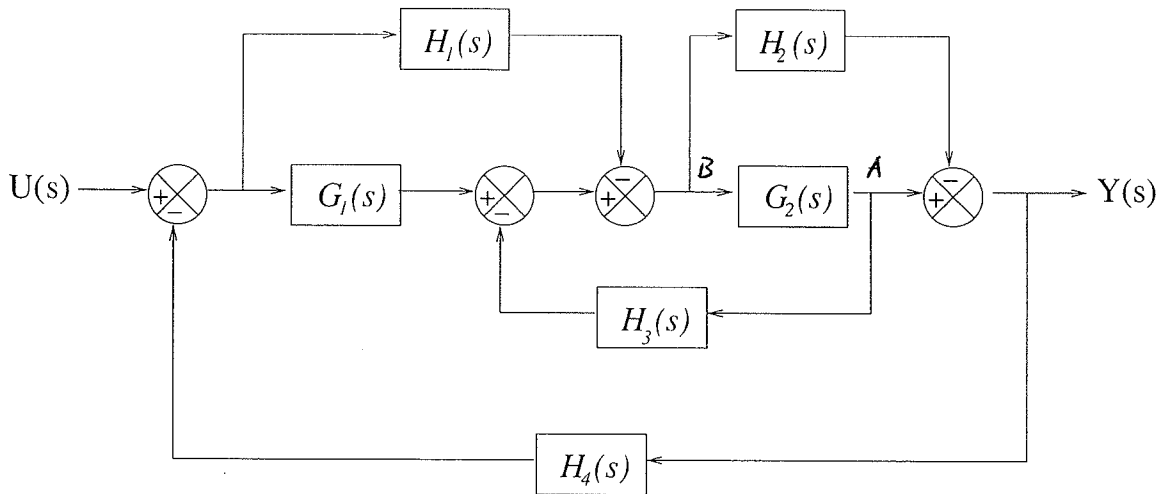 H₁(s) H₂(s)
− B A −
U(s) + − G₁(s) + − + G₂(s) + Y(s)
H₃(s)
H₄(s)